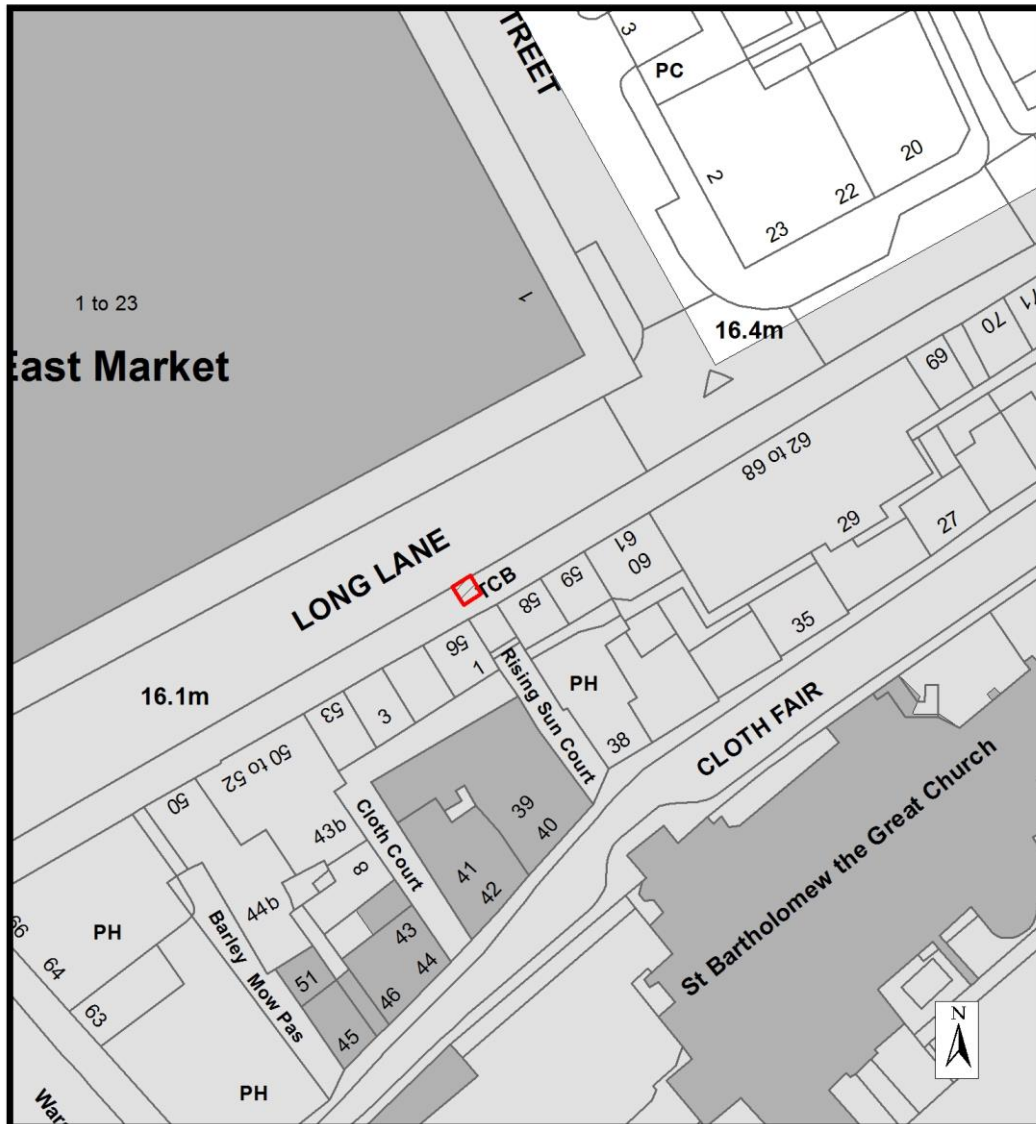 TREET
3
PC
20
2
22
23
1 to 23
1
16.4m
71
70
East Market
69
62 to 68
29
27
61
60
LONG LANE
TCB
59
58
35
56
1
Rising Sun Court
PH
16.1m
53
3
38
CLOTH FAIR
50 to 52
50
39
40
43b
Cloth Court
8
41
42
St Bartholomew the Great Church
44b
66
PH
43
44
64
Barley Mow Pas
51
46
63
45
N
PH
War